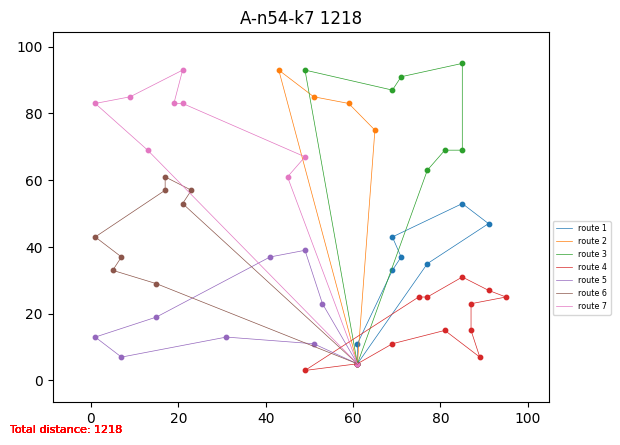 A-n54-k7 1218
100
80
60
40
20
0
0 20 40 60 80 100
route 1
route 2
route 3
route 4
route 5
route 6
route 7
Total distance: 1218